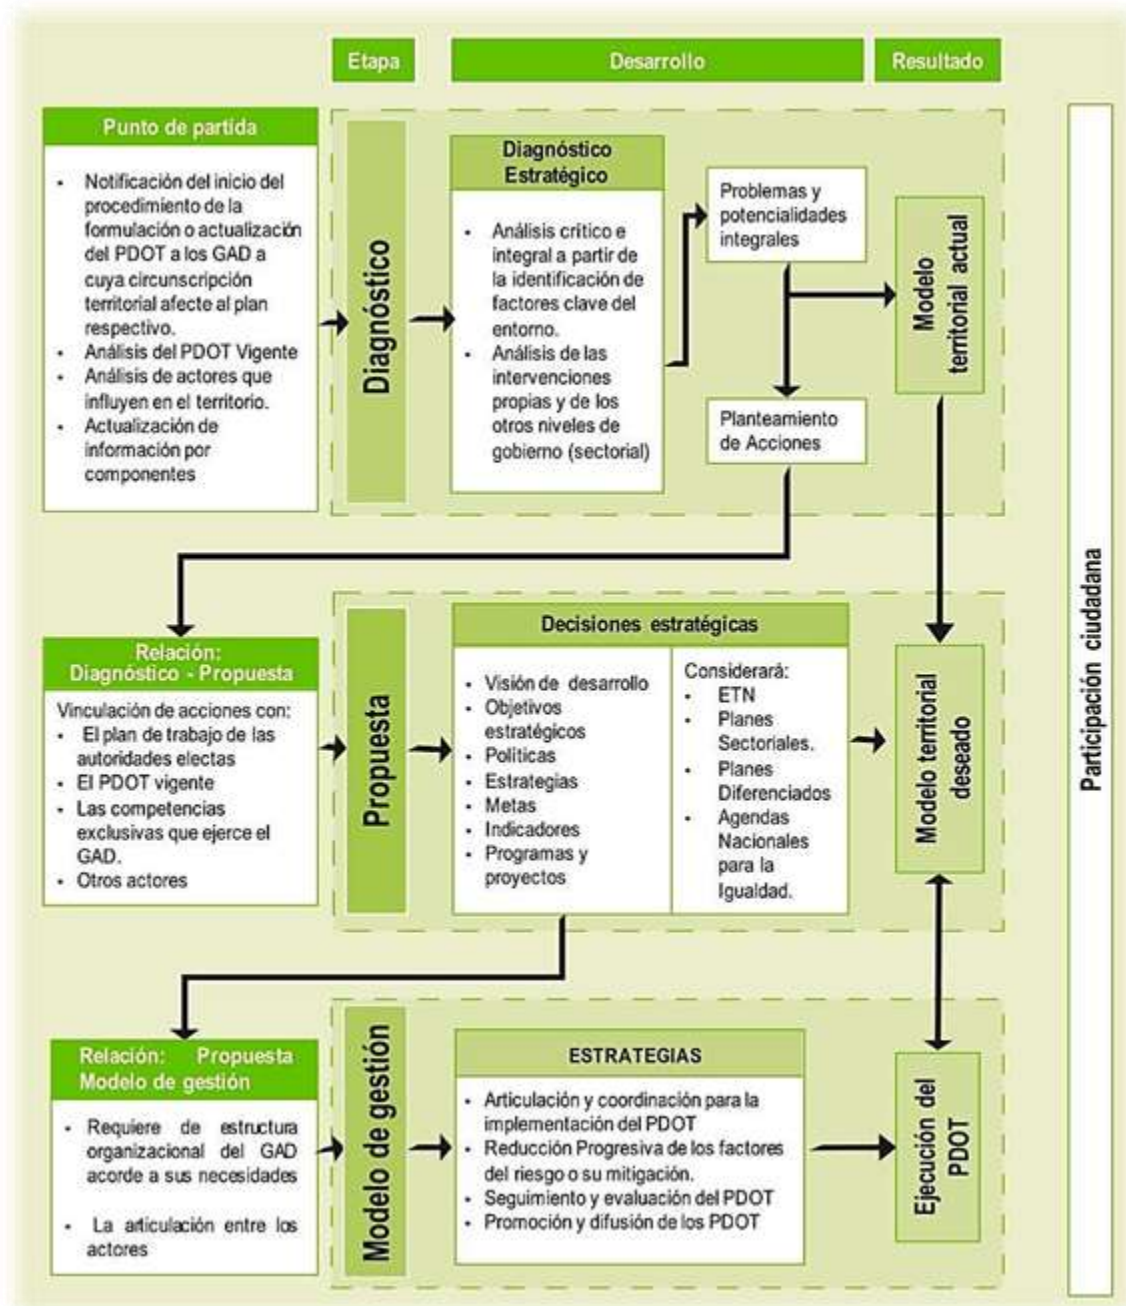 Etapa
Desarrollo
Resultado
Punto de partida
• Notificación del inicio del
procedimiento de la
formulación o actualización
del PDOT a los GAD a
cuya circunscripción
territorial afecte al plan
respectivo.
• Análisis del PDOT Vigente
• Análisis de actores que
influyen en el territorio.
• Actualización de
información por
componentes
Diagnóstico
Diagnóstico
Estratégico
• Análisis crítico e
integral a partir de
la identificación de
factores clave del
entorno.
• Análisis de las
intervenciones
propias y de los
otros niveles de
gobierno (sectorial)
Problemas y
potencialidades
integrales
Planteamiento
de Acciones
Modelo
territorial actual
Relación:
Diagnóstico - Propuesta
Vinculación de acciones con:
• El plan de trabajo de las
autoridades electas
• El PDOT vigente
• Las competencias
exclusivas que ejerce el
GAD.
• Otros actores
Propuesta
Decisiones estratégicas
• Visión de desarrollo
• Objetivos
estratégicos
• Políticas
• Estrategias
• Metas
• Indicadores
• Programas y
proyectos
Considerará:
• ETN
• Planes
Sectoriales.
• Planes
Diferenciados
• Agendas
Nacionales
para la
Igualdad.
Modelo territorial
deseado
Relación: Propuesta
Modelo de gestión
• Requiere de estructura
organizacional del GAD
acorde a sus necesidades
• La articulación entre los
actores
Modelo de gestión
ESTRATEGIAS
• Articulación y coordinación para la
implementación del PDOT
• Reducción Progresiva de los factores
del riesgo o su mitigación.
• Seguimiento y evaluación del PDOT
• Promoción y difusión de los PDOT
Ejecución del
PDOT
Participación ciudadana